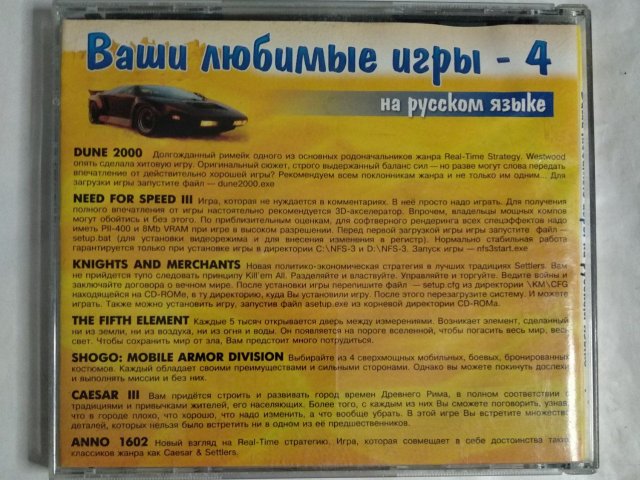 Ваши любимые игры - 4
на русском языке
DUNE 2000 Долгожданный римейк одного из основных родоначальников жанра Real-Time Strategy. Westwood
опять сделала хитовую игру. Оригинальный сюжет, строго выдержанный баланс сил — но разве могут слова передать
впечатление от действительно хорошей игры? Рекомендуем всем поклонникам жанра и не только им одним... Для
загрузки игры запустите файл — dune2000.exe
NEED FOR SPEED III Игра, которая не нуждается в комментариях. В неё просто надо играть. Для получения
полного впечатления от игры настоятельно рекомендуется 3D-акселератор. Впрочем, владельцы мощных компов
могут обойтись и без этого. По приблизительным оценкам, для софтверного рендеринга всех спецэффектов надо
иметь PII-400 и 8Mb VRAM при игре в высоком разрешении. Перед первой загрузкой игры игры запустите файл —
setup.bat (для установки видеорежима и для внесения изменения в регистр). Нормально стабильная работа
гарантируется только при установке игры в директории C:\NFS-3 и D:\NFS-3. Запуск игры — nfs3start.exe
KNIGHTS AND MERCHANTS Новая политико-экономическая стратегия в лучших традициях Settlers. Вам
не прийдется тупо следовать принципу Kill'em All. Разделяйте и властвуйте. Управляйте и торгуйте. Ведите войны и
заключайте договора о вечном мире. После установки игры перепишите файл — setup.cfg из директории \KM\CFG
находящейся на CD-ROMе, в ту директорию, куда Вы установили игру. После этого перезагрузите систему. И можете
играть. Также можно установить игру, запустив файл asetup.exe из корневой директории CD-ROMа.
THE FIFTH ELEMENT Каждые 5 тысяч открывается дверь между измерениями. Возникает элемент, сделанный
ни из земли, ни из воздуха, ни из огня и воды. Он появляется на пороге вселенной, чтобы погасить весь мир, весь
свет. Чтобы сохранить мир от зла, Вам предстоит много потрудиться.
SHOGO: MOBILE ARMOR DIVISION Выбирайте из 4 сверхмощных мобильных, боевых, бронированных
костюмов. Каждый обладает своими преимуществами и сильными сторонами. Однако вы можете покинуть доспехи
и выполнять миссии и без них.
CAESAR III Вам придётся строить и развивать город времен Древнего Рима, в полном соответствии с
традициями и привычками жителей, его населяющих. Более того, с каждым из них Вы сможете поговорить, узнав,
что в городе плохо, что хорошо, что надо изменить, а что вообще убрать. В этой игре Вы встретите множество
деталей, которых нельзя было встретить ни в одном из её предшественников.
ANNO 1602 Новый взгляд на Real-Time стратегию. Игра, которая совмещает в себе достоинства таких
классиков жанра как Caesar & Settlers.